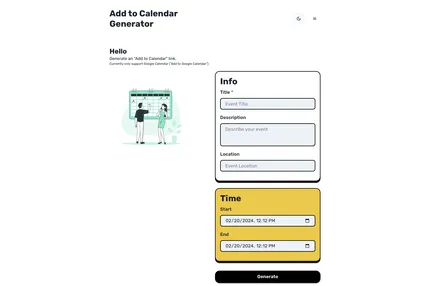 Add to Calendar
Generator
Hello
Generate an "Add to Calendar" link.
Currently only support Google Calendar ("Add to Google Calendar")
Info
Title *
Event Title
Description
Describe your event
Location
Event Location
Time
Start
02/20/2024, 12:12 PM
End
02/20/2024, 12:12 PM
Generate